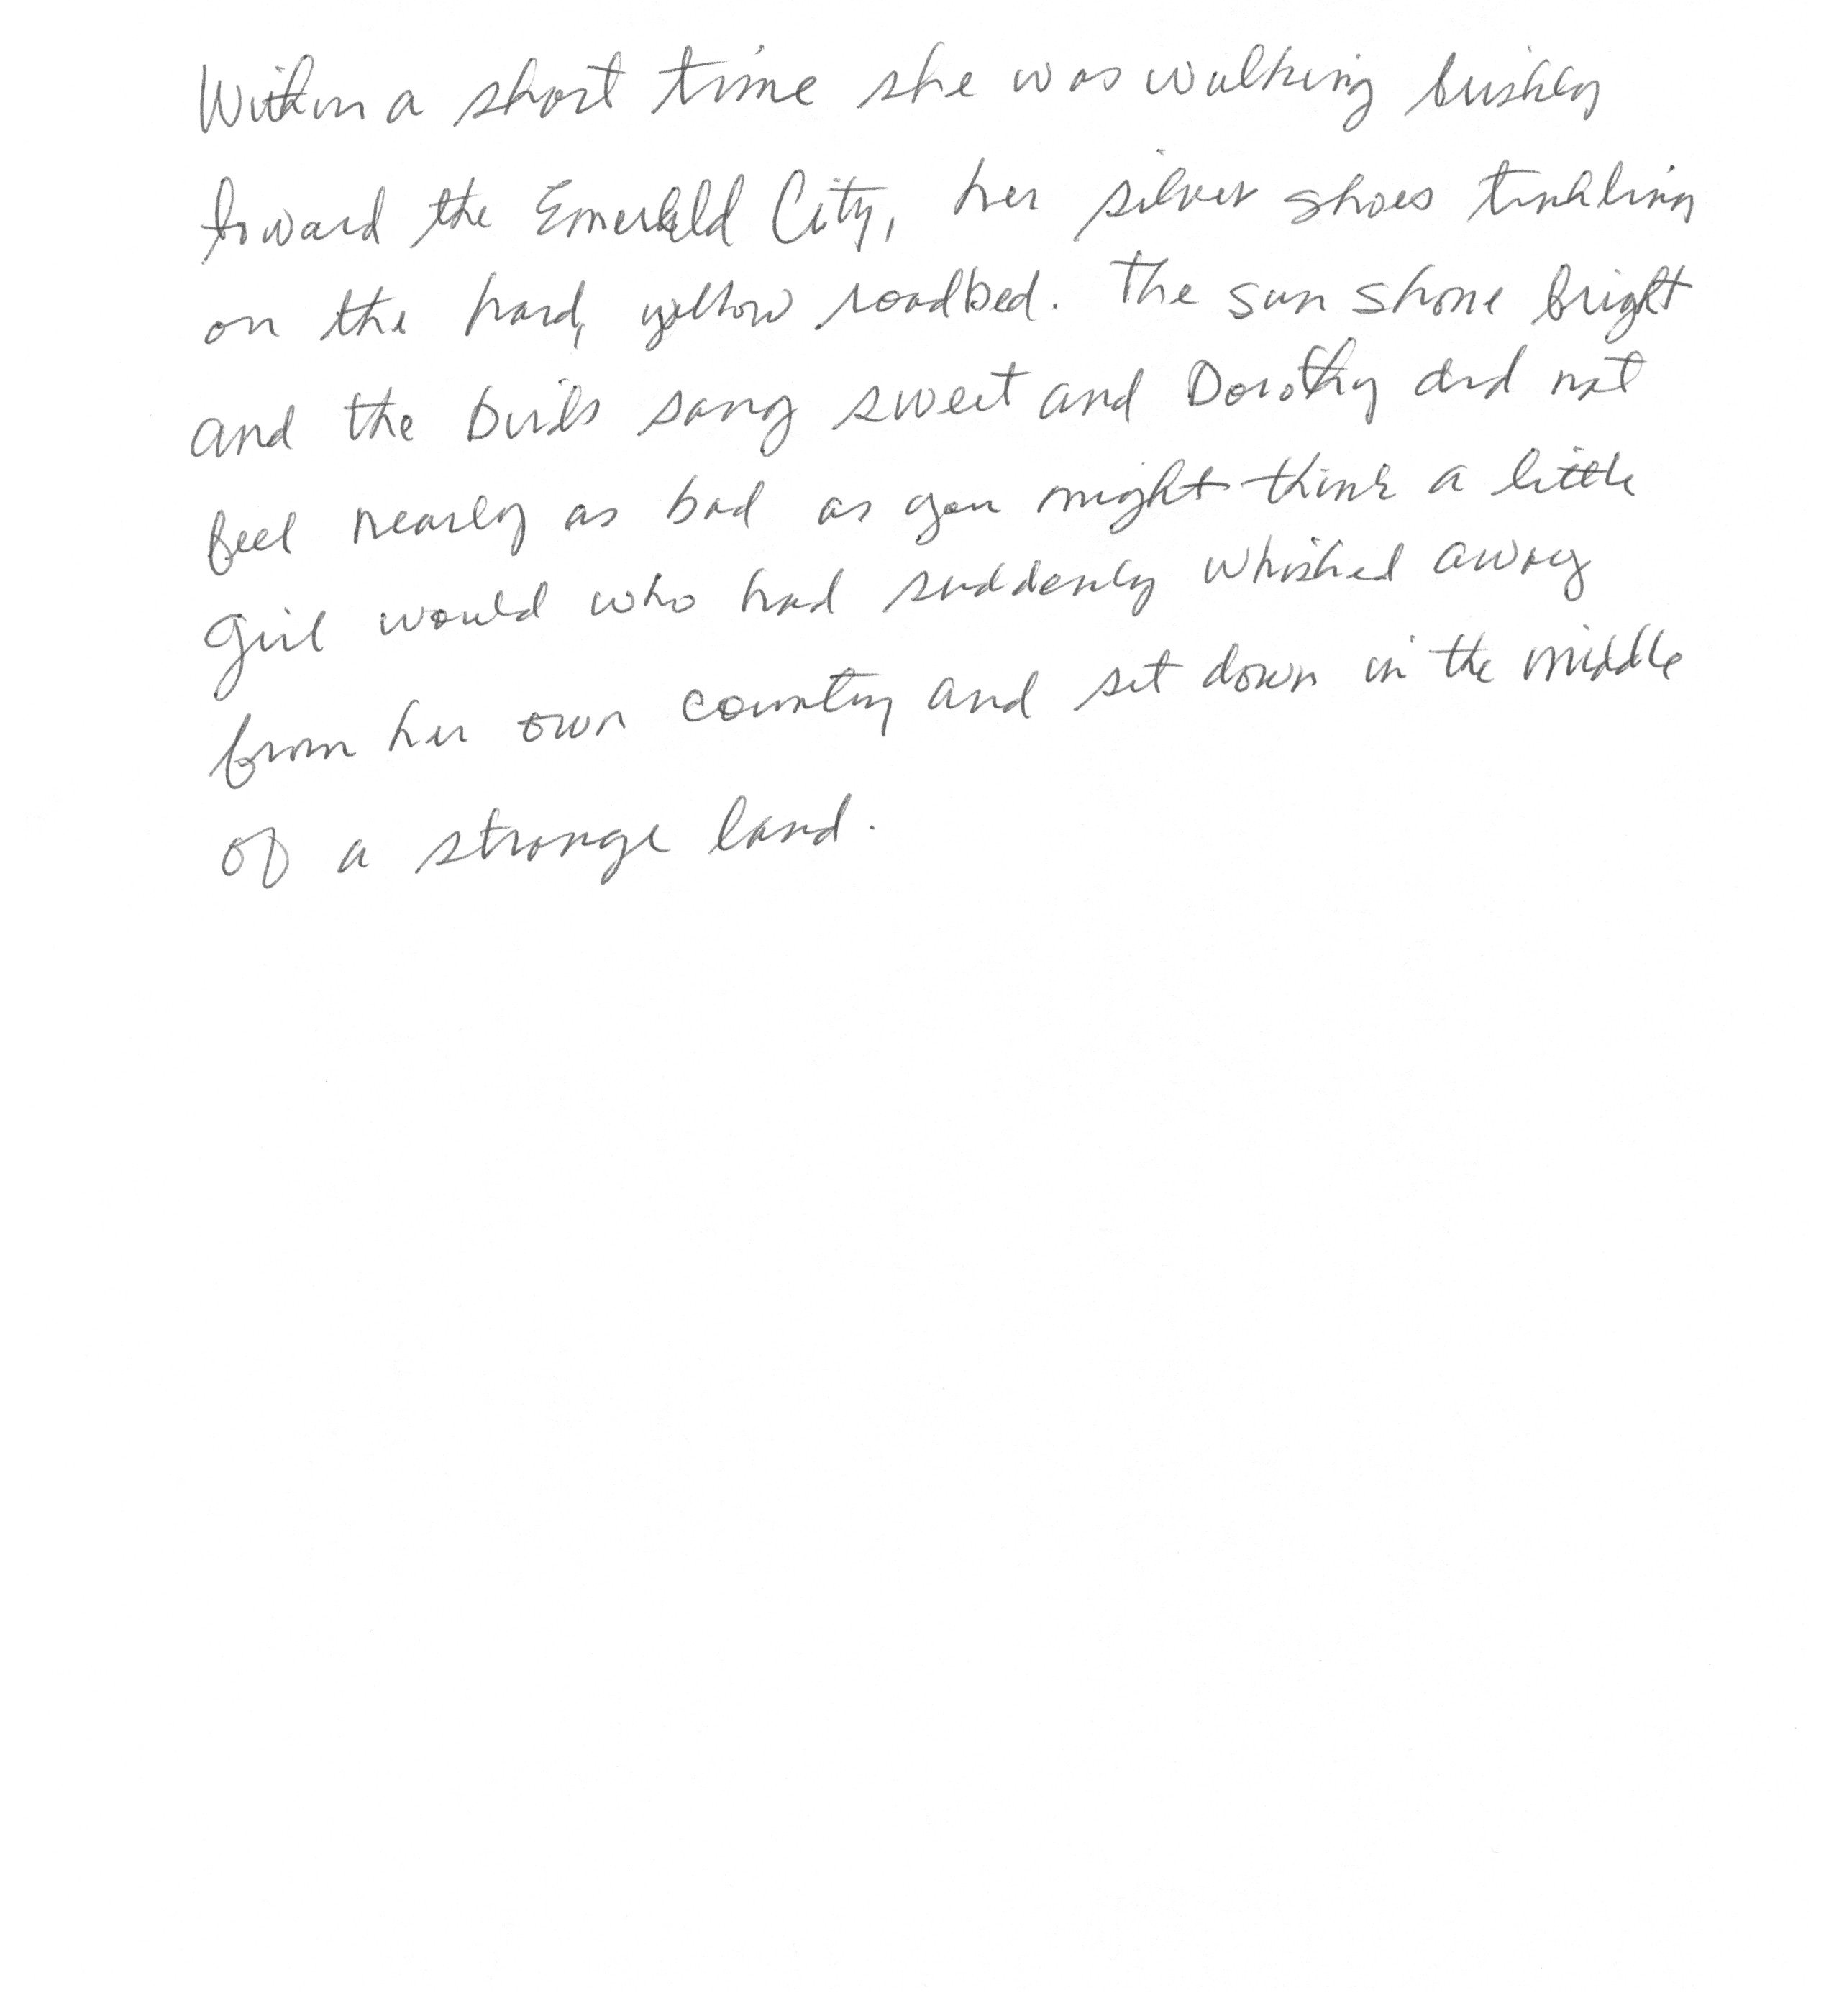 Within a short time she was walking briskly
toward the Emerald City, her silver shoes tinkling
on the hard, yellow roadbed. The sun shone bright
and the birds sang sweet and Dorothy did not
feel nearly as bad as you might think a little
girl would who had suddenly whished away
from her own country and set down in the middle
of a strange land.